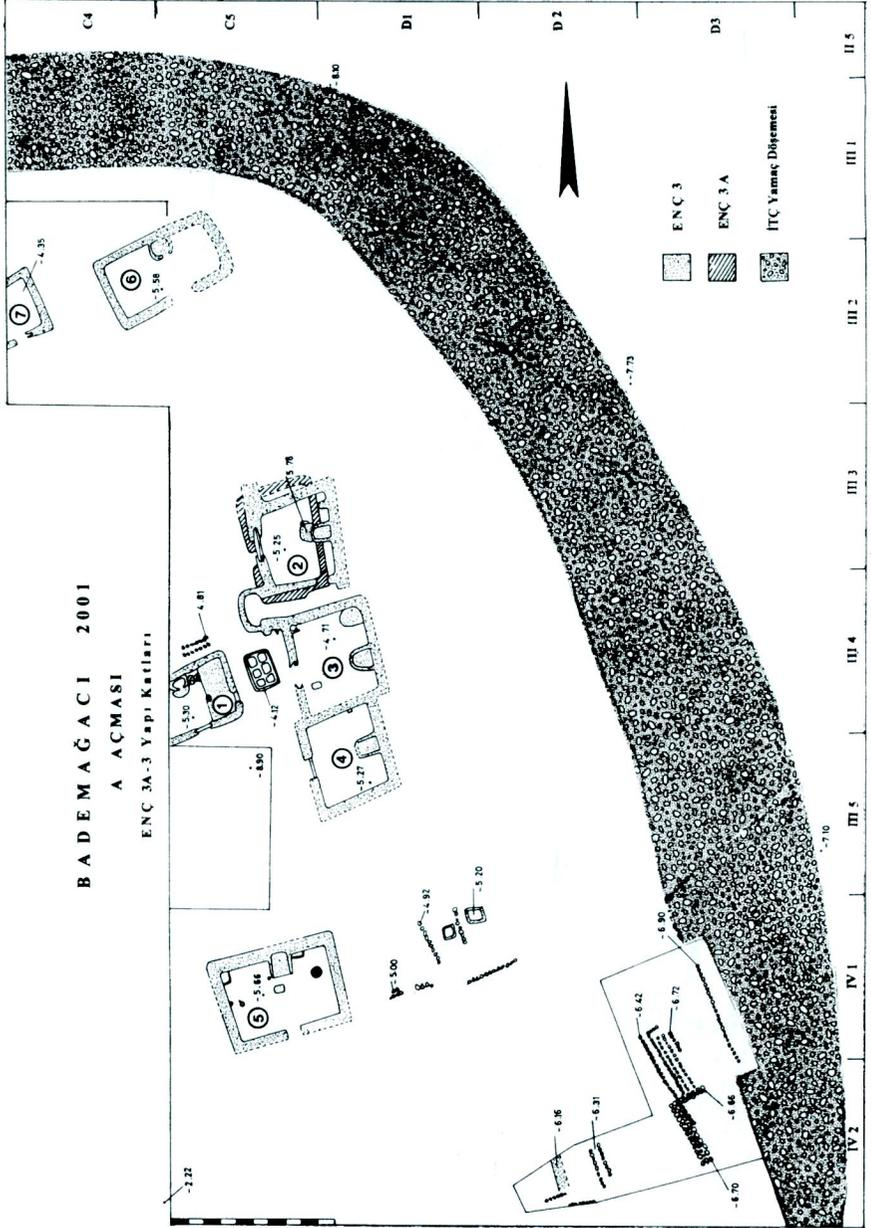 BADEMAĞACI 2001
A AÇMASI
ENÇ 3A-3 Yapı Katları
C4
C5
D1
D2
D3
II 5
III 1
III 2
III 3
III 4
III 5
IV 1
IV 2
ENÇ 3
ENÇ 3A
İTÇ Yamaç Döşemesi
-8.10
-7.73
-7.10
7
-4.35
6
-5.58
5.78
-5.25
2
-4.81
1
-5.30
-4.12
3
-4.71
4
-5.27
-8.90
5
-5.66
-4.92
-5.20
-5.00
-6.90
-6.42
-6.72
-6.66
-6.70
-6.16
-6.31
-2.22